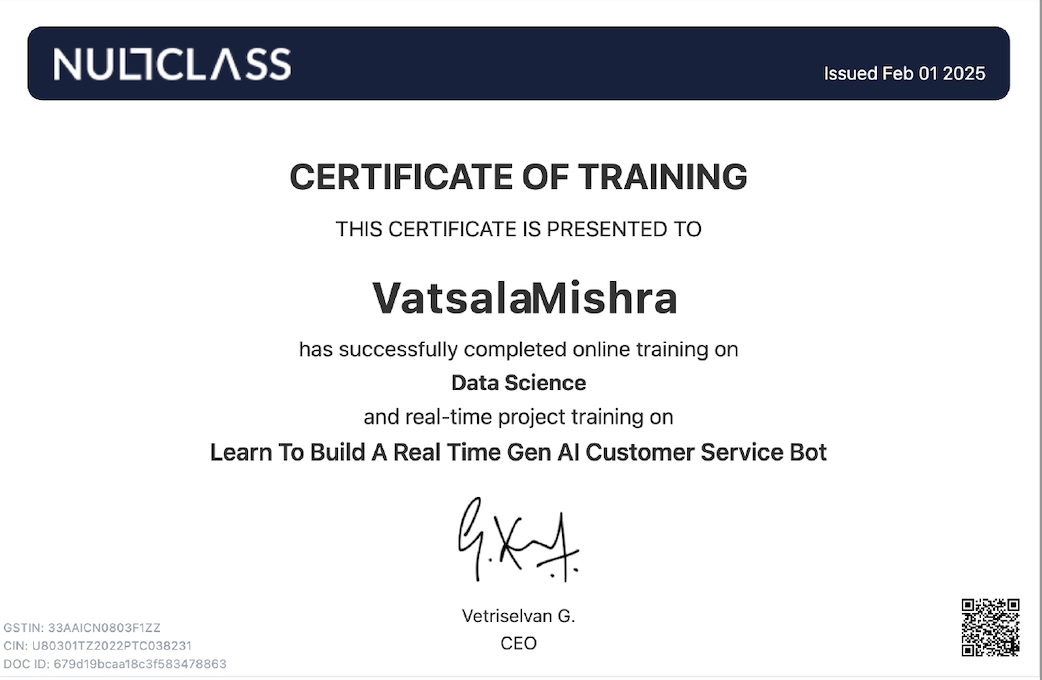 NULLCLASS
Issued Feb 01 2025
CERTIFICATE OF TRAINING
THIS CERTIFICATE IS PRESENTED TO
VatsalaMishra
has successfully completed online training on
Data Science
and real-time project training on
Learn To Build A Real Time Gen AI Customer Service Bot
Vetriselvan G.
CEO
GSTIN: 33AAICN0803F1ZZ
CIN: U80301TZ2022PTC038231
DOC ID: 679d19bcaa18c3f583478863